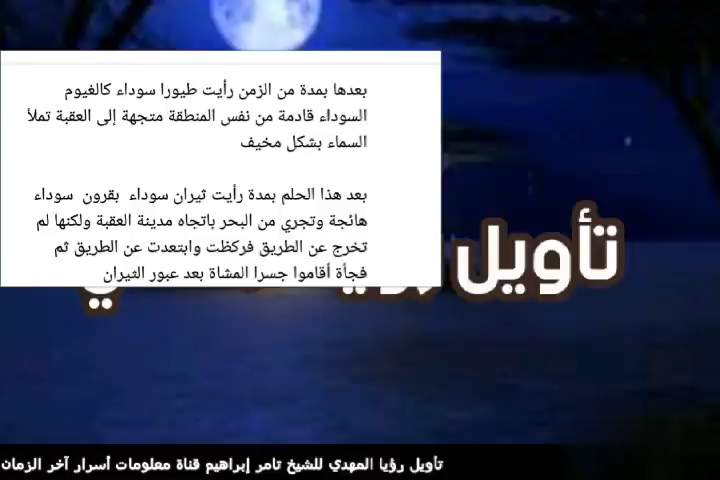 بعدها بمدة من الزمن رأيت طيورا سوداء كالغيوم
السوداء قادمة من نفس المنطقة متجهة إلى العقبة تملأ
السماء بشكل مخيف
بعد هذا الحلم بمدة رأيت ثيران سوداء بقرون سوداء
هائجة وتجري من البحر باتجاه مدينة العقبة ولكنها لم
تخرج عن الطريق فركظت وابتعدت عن الطريق ثم
فجأة أقاموا جسرا المشاة بعد عبور الثيران
تأويل
تأويل رؤيا المهدي للشيخ تامر إبراهيم قناة معلومات أسرار آخر الزمان